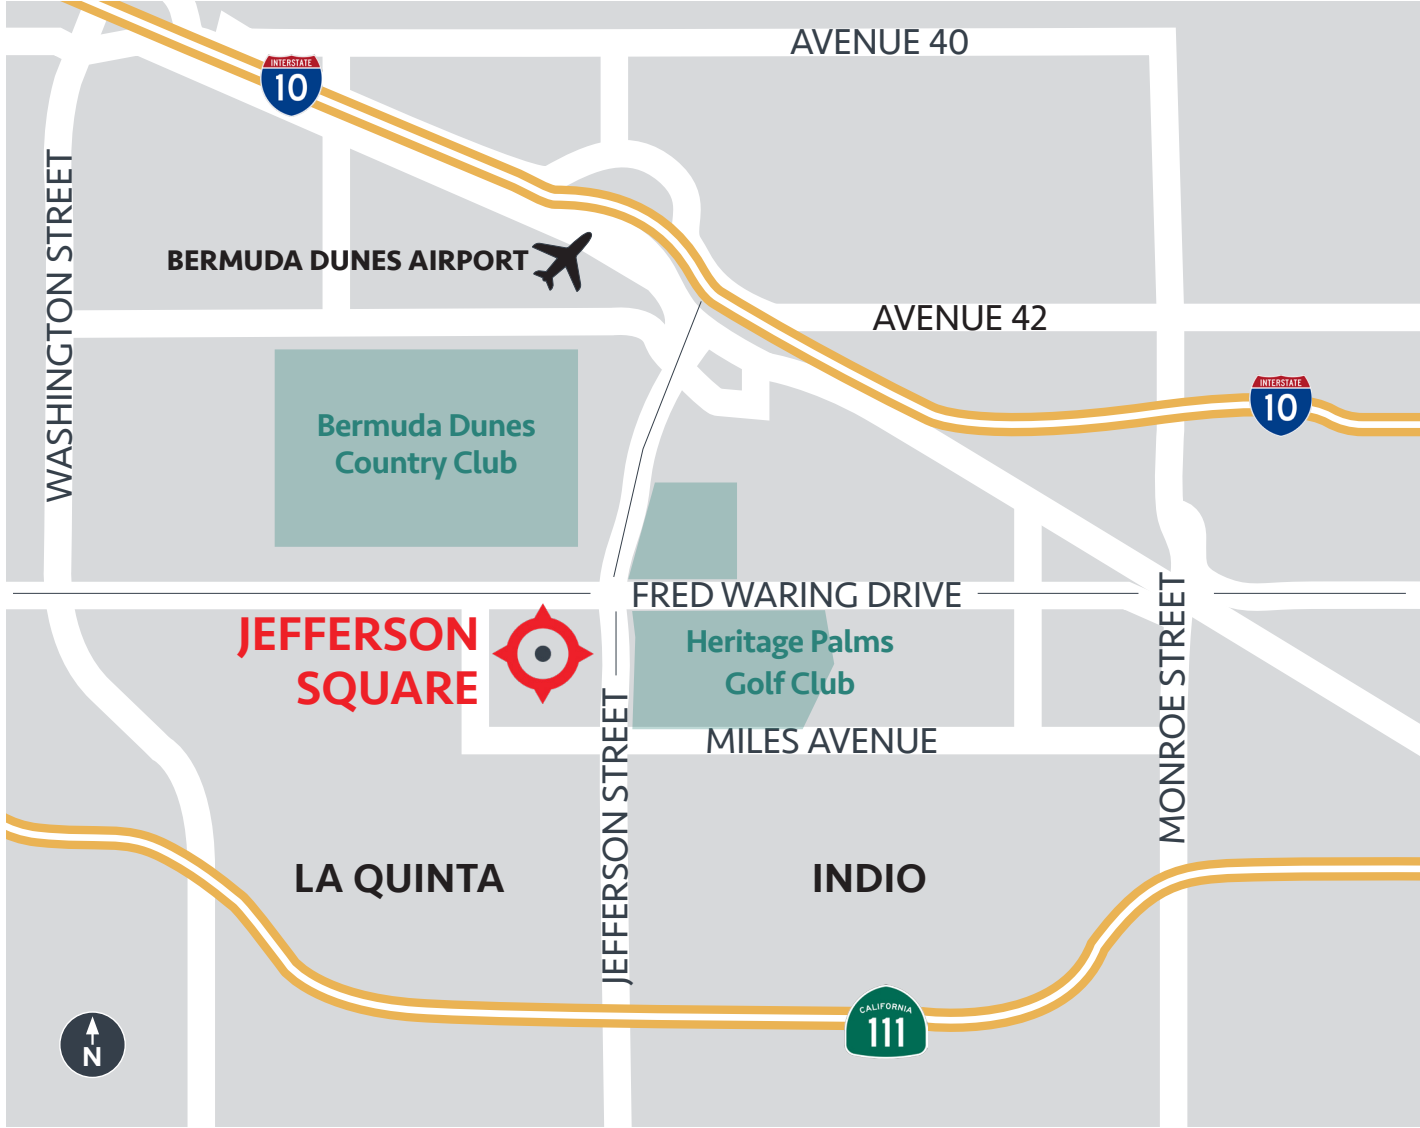 AVENUE 40
INTERSTATE
10
WASHINGTON STREET
BERMUDA DUNES AIRPORT
AVENUE 42
INTERSTATE
10
Bermuda Dunes
Country Club
FRED WARING DRIVE
JEFFERSON
SQUARE
Heritage Palms
Golf Club
MONROE STREET
JEFFERSON STREET
MILES AVENUE
LA QUINTA
INDIO
CALIFORNIA
111
N